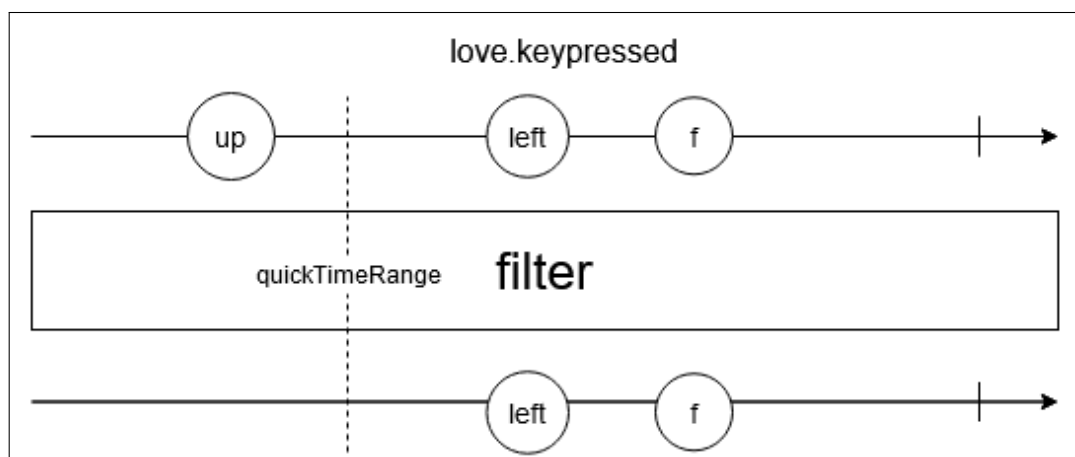 love.keypressed
up
left
f
quickTimeRange
filter
left
f